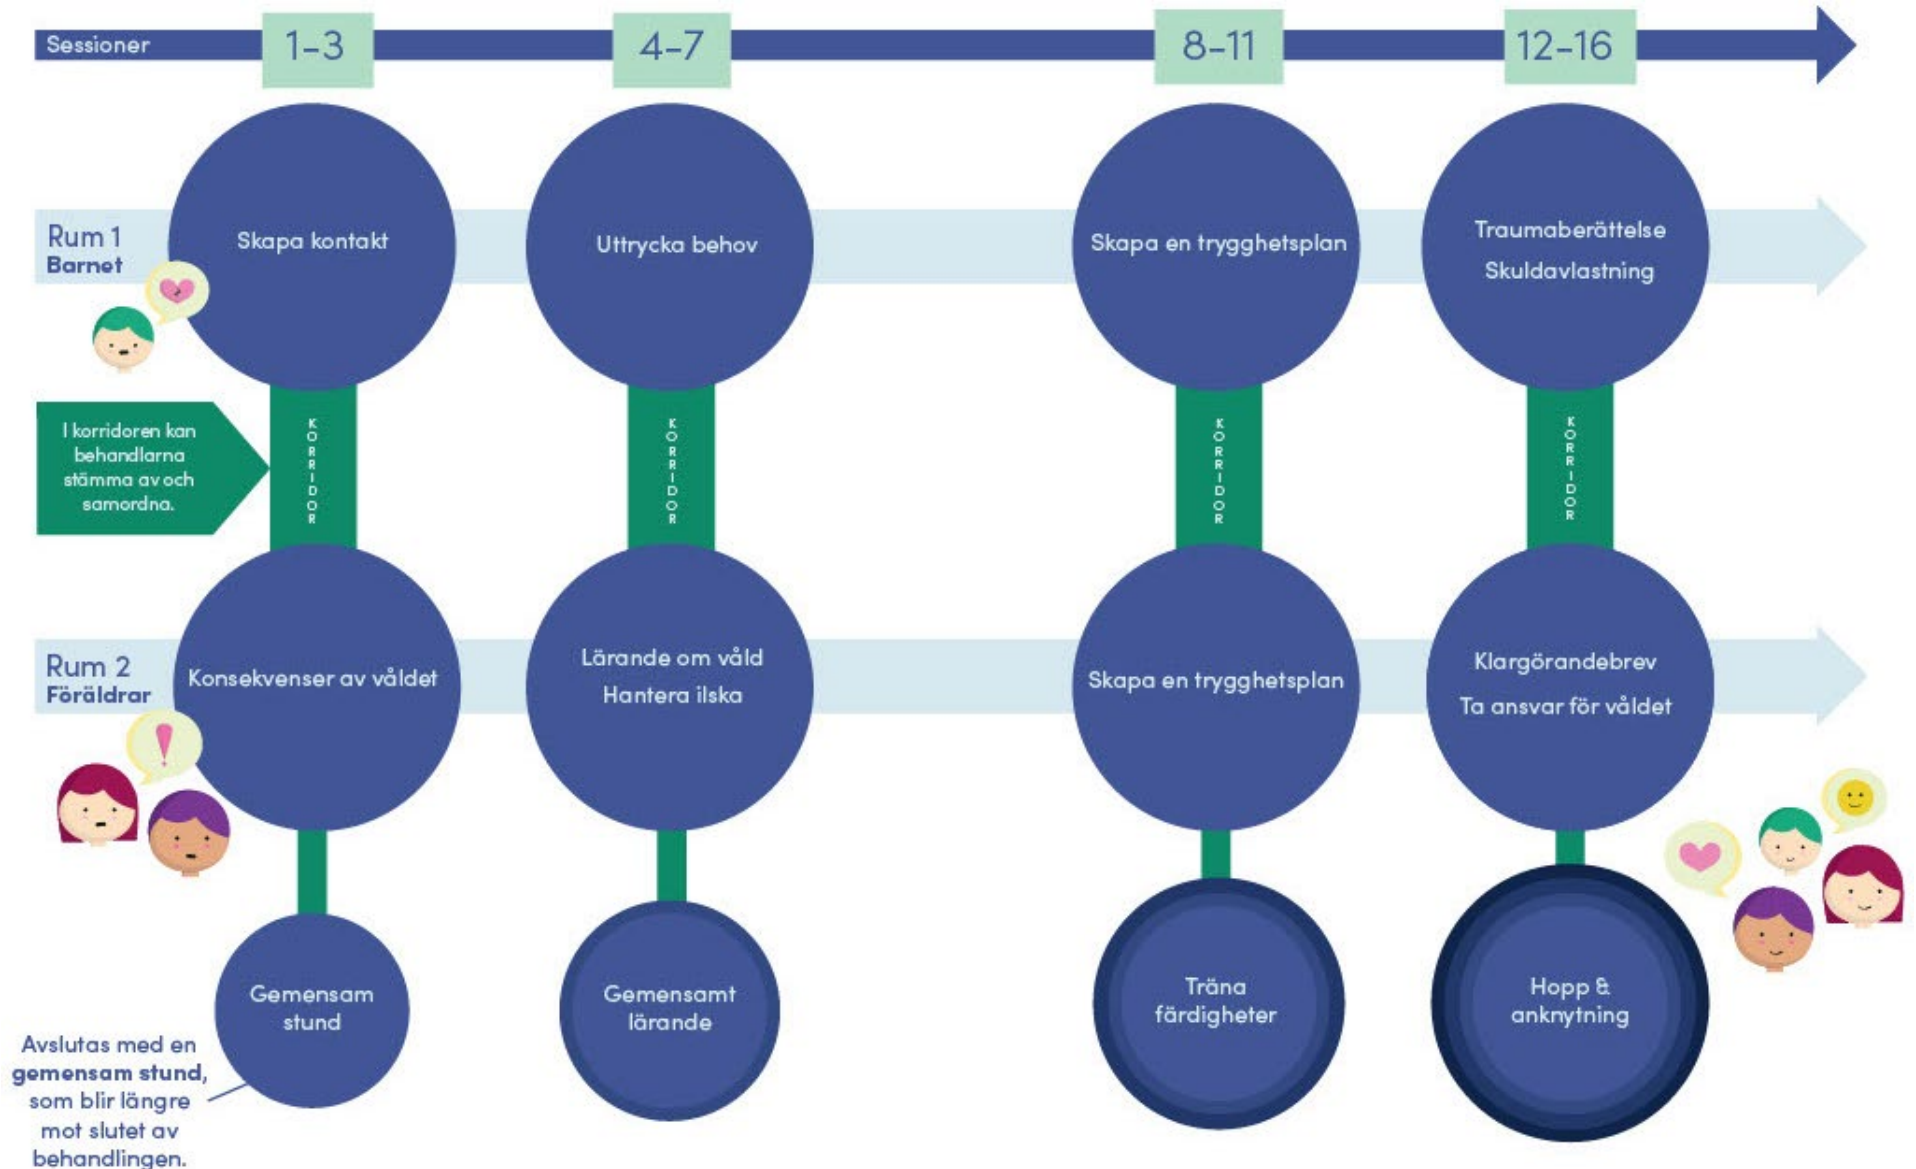 Sessioner
1-3
4-7
8-11
12-16
Rum 1
Barnet
Skapa kontakt
Uttrycka behov
Skapa en trygghetsplan
Traumaberättelse
Skuldavlastning
I korridoren kan
behandlarna
stämma av och
samordna.
KORRIDOR
KORRIDOR
KORRIDOR
KORRIDOR
Rum 2
Föräldrar
Konsekvenser av våldet
Lärande om våld
Hantera ilska
Skapa en trygghetsplan
Klargörandebrev
Ta ansvar för våldet
Gemensam
stund
Gemensamt
lärande
Träna
färdigheter
Hopp &
anknytning
Avslutas med en
gemensam stund,
som blir längre
mot slutet av
behandlingen.